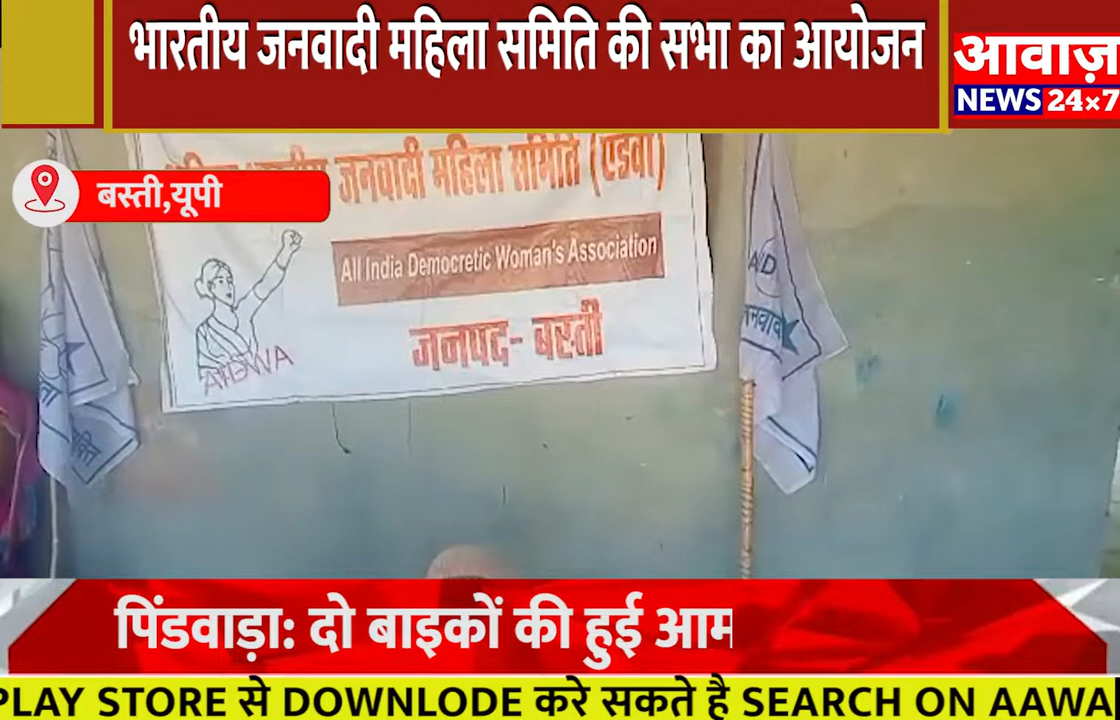 भारतीय जनवादी महिला समिति की सभा का आयोजन
आवाज़
NEWS 24×7
बस्ती,यूपी
जनवादी महिला समिति (एडवा)
All India Democretic Woman's Association
जनपद- बस्ती
AIDWA
पिंडवाड़ा: दो बाइकों की हुई आम
PLAY STORE से DOWNLODE करे सकते है SEARCH ON AAWA